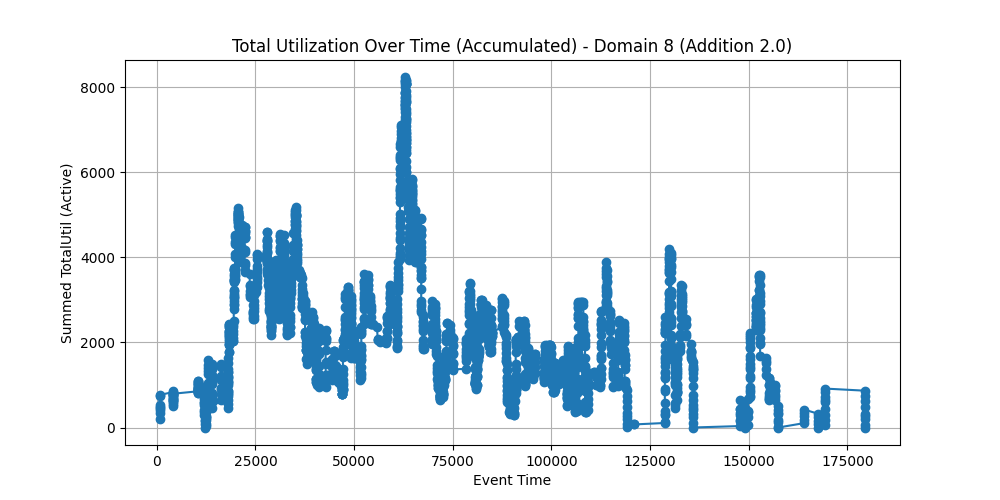 Total Utilization Over Time (Accumulated) - Domain 8 (Addition 2.0)
Summed TotalUtil (Active)
8000
6000
4000
2000
0
0 25000 50000 75000 100000 125000 150000 175000
Event Time